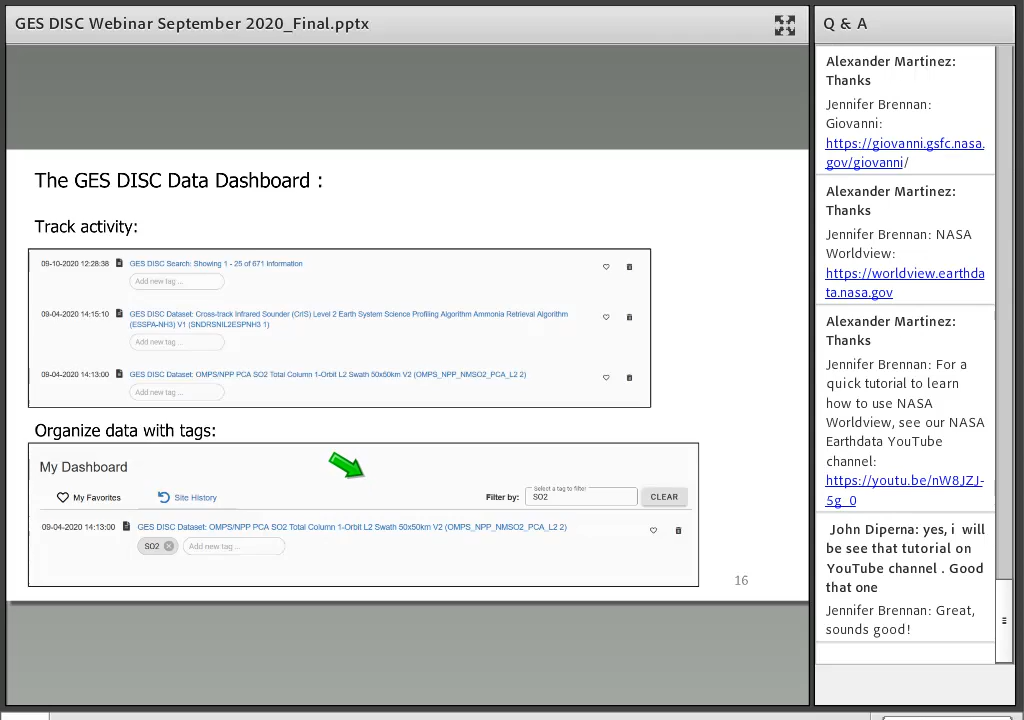 GES DISC Webinar September 2020_Final.pptx
The GES DISC Data Dashboard :
Track activity:
09-10-2020 12:28:38 GES DISC Search: Showing 1 - 25 of 671 Information
Add new tag ...
09-04-2020 14:15:10 GES DISC Dataset: Cross-track Infrared Sounder (CrIS) Level 2 Earth System Science Profiling Algorithm Ammonia Retrieval Algorithm
(ESSPA-NH3) V1 (SNDRSNIL2ESPNH3 1)
Add new tag ...
09-04-2020 14:13:00 GES DISC Dataset: OMPS/NPP PCA SO2 Total Column 1-Orbit L2 Swath 50x50km V2 (OMPS_NPP_NMSO2_PCA_L2 2)
Add new tag ...
Organize data with tags:
My Dashboard
Select a tag to filter
My Favorites Site History Filter by: SO2 CLEAR
09-04-2020 14:13:00 GES DISC Dataset: OMPS/NPP PCA SO2 Total Column 1-Orbit L2 Swath 50x50km V2 (OMPS_NPP_NMSO2_PCA_L2 2)
SO2 Add new tag ...
16
Q & A
Alexander Martinez:
Thanks
Jennifer Brennan:
Giovanni:
https://giovanni.gsfc.nasa.
gov/giovanni/
Alexander Martinez:
Thanks
Jennifer Brennan: NASA
Worldview:
https://worldview.earthda
ta.nasa.gov
Alexander Martinez:
Thanks
Jennifer Brennan: For a
quick tutorial to learn
how to use NASA
Worldview, see our NASA
Earthdata YouTube
channel:
https://youtu.be/nW8JZJ-
5g_0
John Diperna: yes, i will
be see that tutorial on
YouTube channel . Good
that one
Jennifer Brennan: Great,
sounds good!